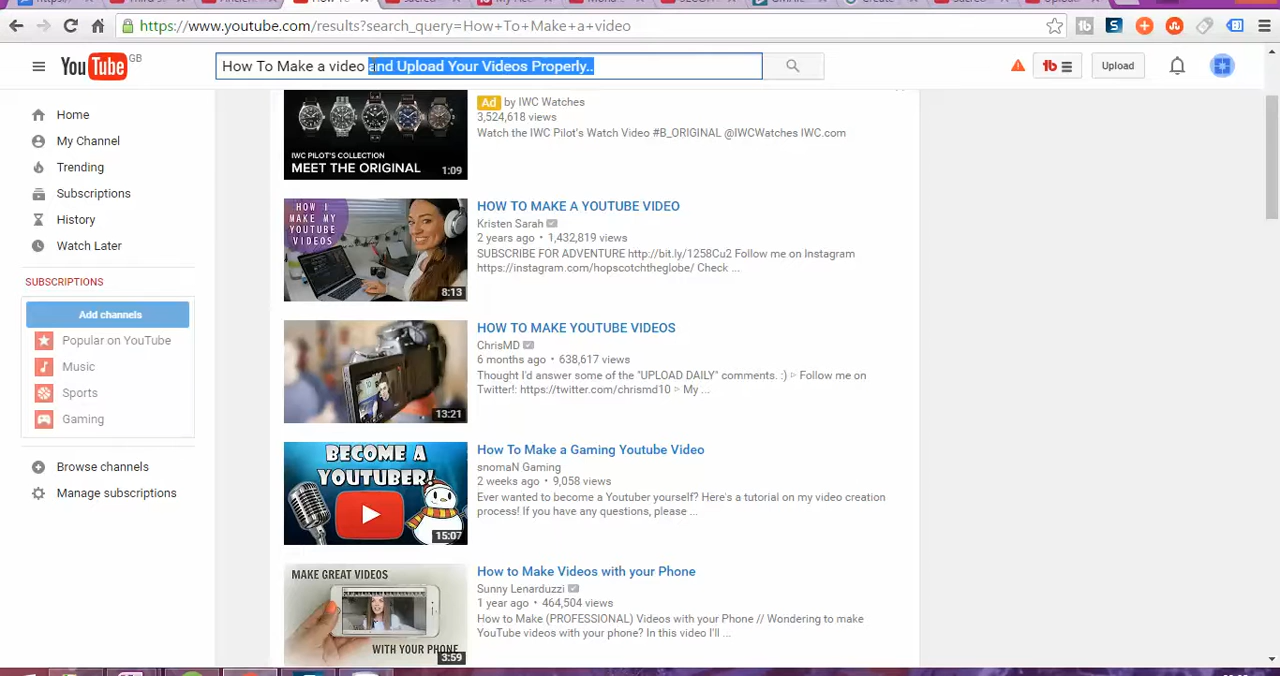 https://www.youtube.com/results?search_query=How+To+Make+a+video
YouTube GB
How To Make a video and Upload Your Videos Properly..
Upload
Home
My Channel
Trending
Subscriptions
History
Watch Later
SUBSCRIPTIONS
Add channels
Popular on YouTube
Music
Sports
Gaming
Browse channels
Manage subscriptions
IWC PILOT'S COLLECTION
MEET THE ORIGINAL
1:09
Ad by IWC Watches
3,524,618 views
Watch the IWC Pilot's Watch Video #B_ORIGINAL @IWCWatches IWC.com
HOW I
MAKE MY
YOUTUBE
VIDEOS
8:13
HOW TO MAKE A YOUTUBE VIDEO
Kristen Sarah
2 years ago • 1,432,819 views
SUBSCRIBE FOR ADVENTURE http://bit.ly/1258Cu2 Follow me on Instagram
https://instagram.com/hopscotchtheglobe/ Check ...
13:21
HOW TO MAKE YOUTUBE VIDEOS
ChrisMD
6 months ago • 638,617 views
Thought I'd answer some of the "UPLOAD DAILY" comments. :) ▷ Follow me on
Twitter!: https://twitter.com/chrismd10 ▷ My ...
BECOME A
YOUTUBER!
15:07
How To Make a Gaming Youtube Video
snomaN Gaming
2 weeks ago • 9,058 views
Ever wanted to become a Youtuber yourself? Here's a tutorial on my video creation
process! If you have any questions, please ...
MAKE GREAT VIDEOS
WITH YOUR PHONE
3:59
How to Make Videos with your Phone
Sunny Lenarduzzi
1 year ago • 464,504 views
How to Make (PROFESSIONAL) Videos with your Phone // Wondering to make
YouTube videos with your phone? In this video I'll ...